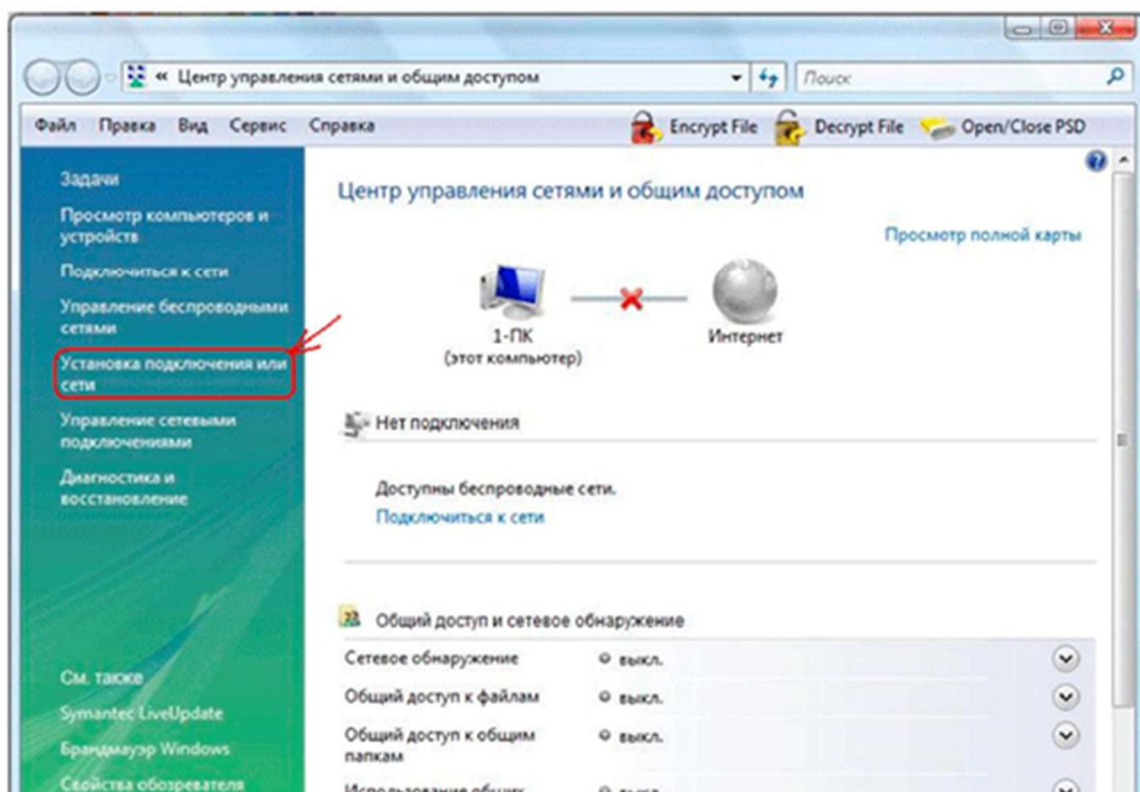 « Центр управления сетями и общим доступом
Поиск
Файл Правка Вид Сервис Справка
Encrypt File Decrypt File Open/Close PSD
Задачи
Просмотр компьютеров и
устройств
Подключиться к сети
Управление беспроводными
сетями
Установка подключения или
сети
Управление сетевыми
подключениями
Диагностика и
восстановление
См. также
Symantec LiveUpdate
Брандмауэр Windows
Свойства обозревателя
Центр управления сетями и общим доступом
Просмотр полной карты
1-ПК
(этот компьютер)
Интернет
Нет подключения
Доступны беспроводные сети.
Подключиться к сети
Общий доступ и сетевое обнаружение
Сетевое обнаружение выкл.
Общий доступ к файлам выкл.
Общий доступ к общим
папкам
выкл.
Использование общих выкл.